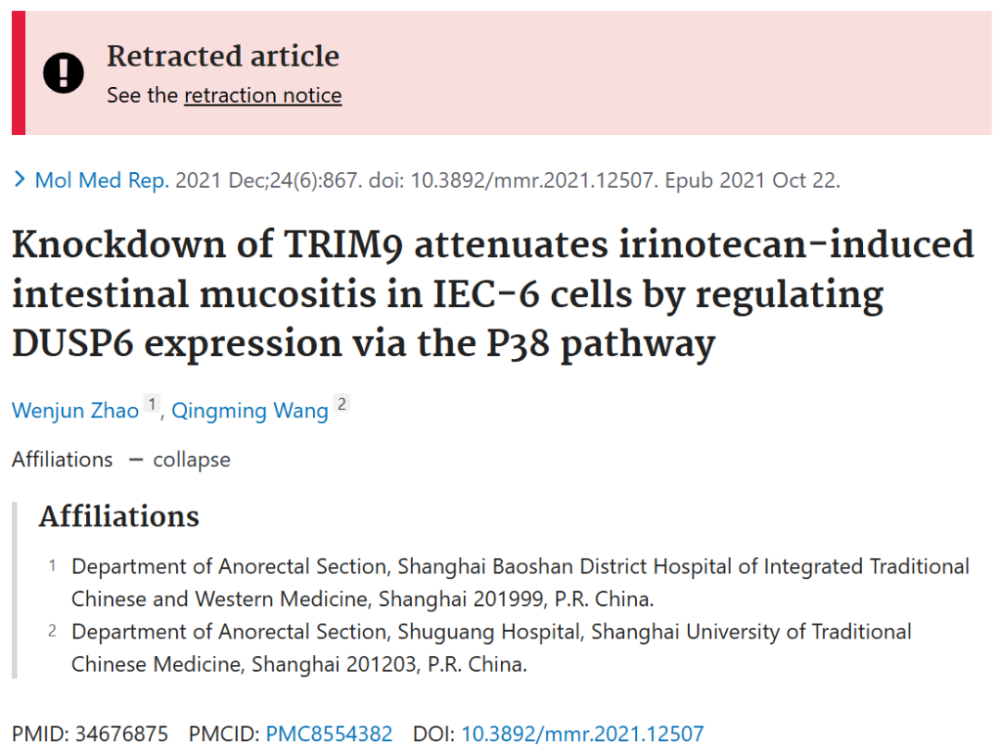 Retracted article
See the retraction notice
Mol Med Rep. 2021 Dec;24(6):867. doi: 10.3892/mmr.2021.12507. Epub 2021 Oct 22.
Knockdown of TRIM9 attenuates irinotecan-induced
intestinal mucositis in IEC-6 cells by regulating
DUSP6 expression via the P38 pathway
Wenjun Zhao 1, Qingming Wang 2
Affiliations — collapse
Affiliations
1 Department of Anorectal Section, Shanghai Baoshan District Hospital of Integrated Traditional
Chinese and Western Medicine, Shanghai 201999, P.R. China.
2 Department of Anorectal Section, Shuguang Hospital, Shanghai University of Traditional
Chinese Medicine, Shanghai 201203, P.R. China.
PMID: 34676875 PMCID: PMC8554382 DOI: 10.3892/mmr.2021.12507